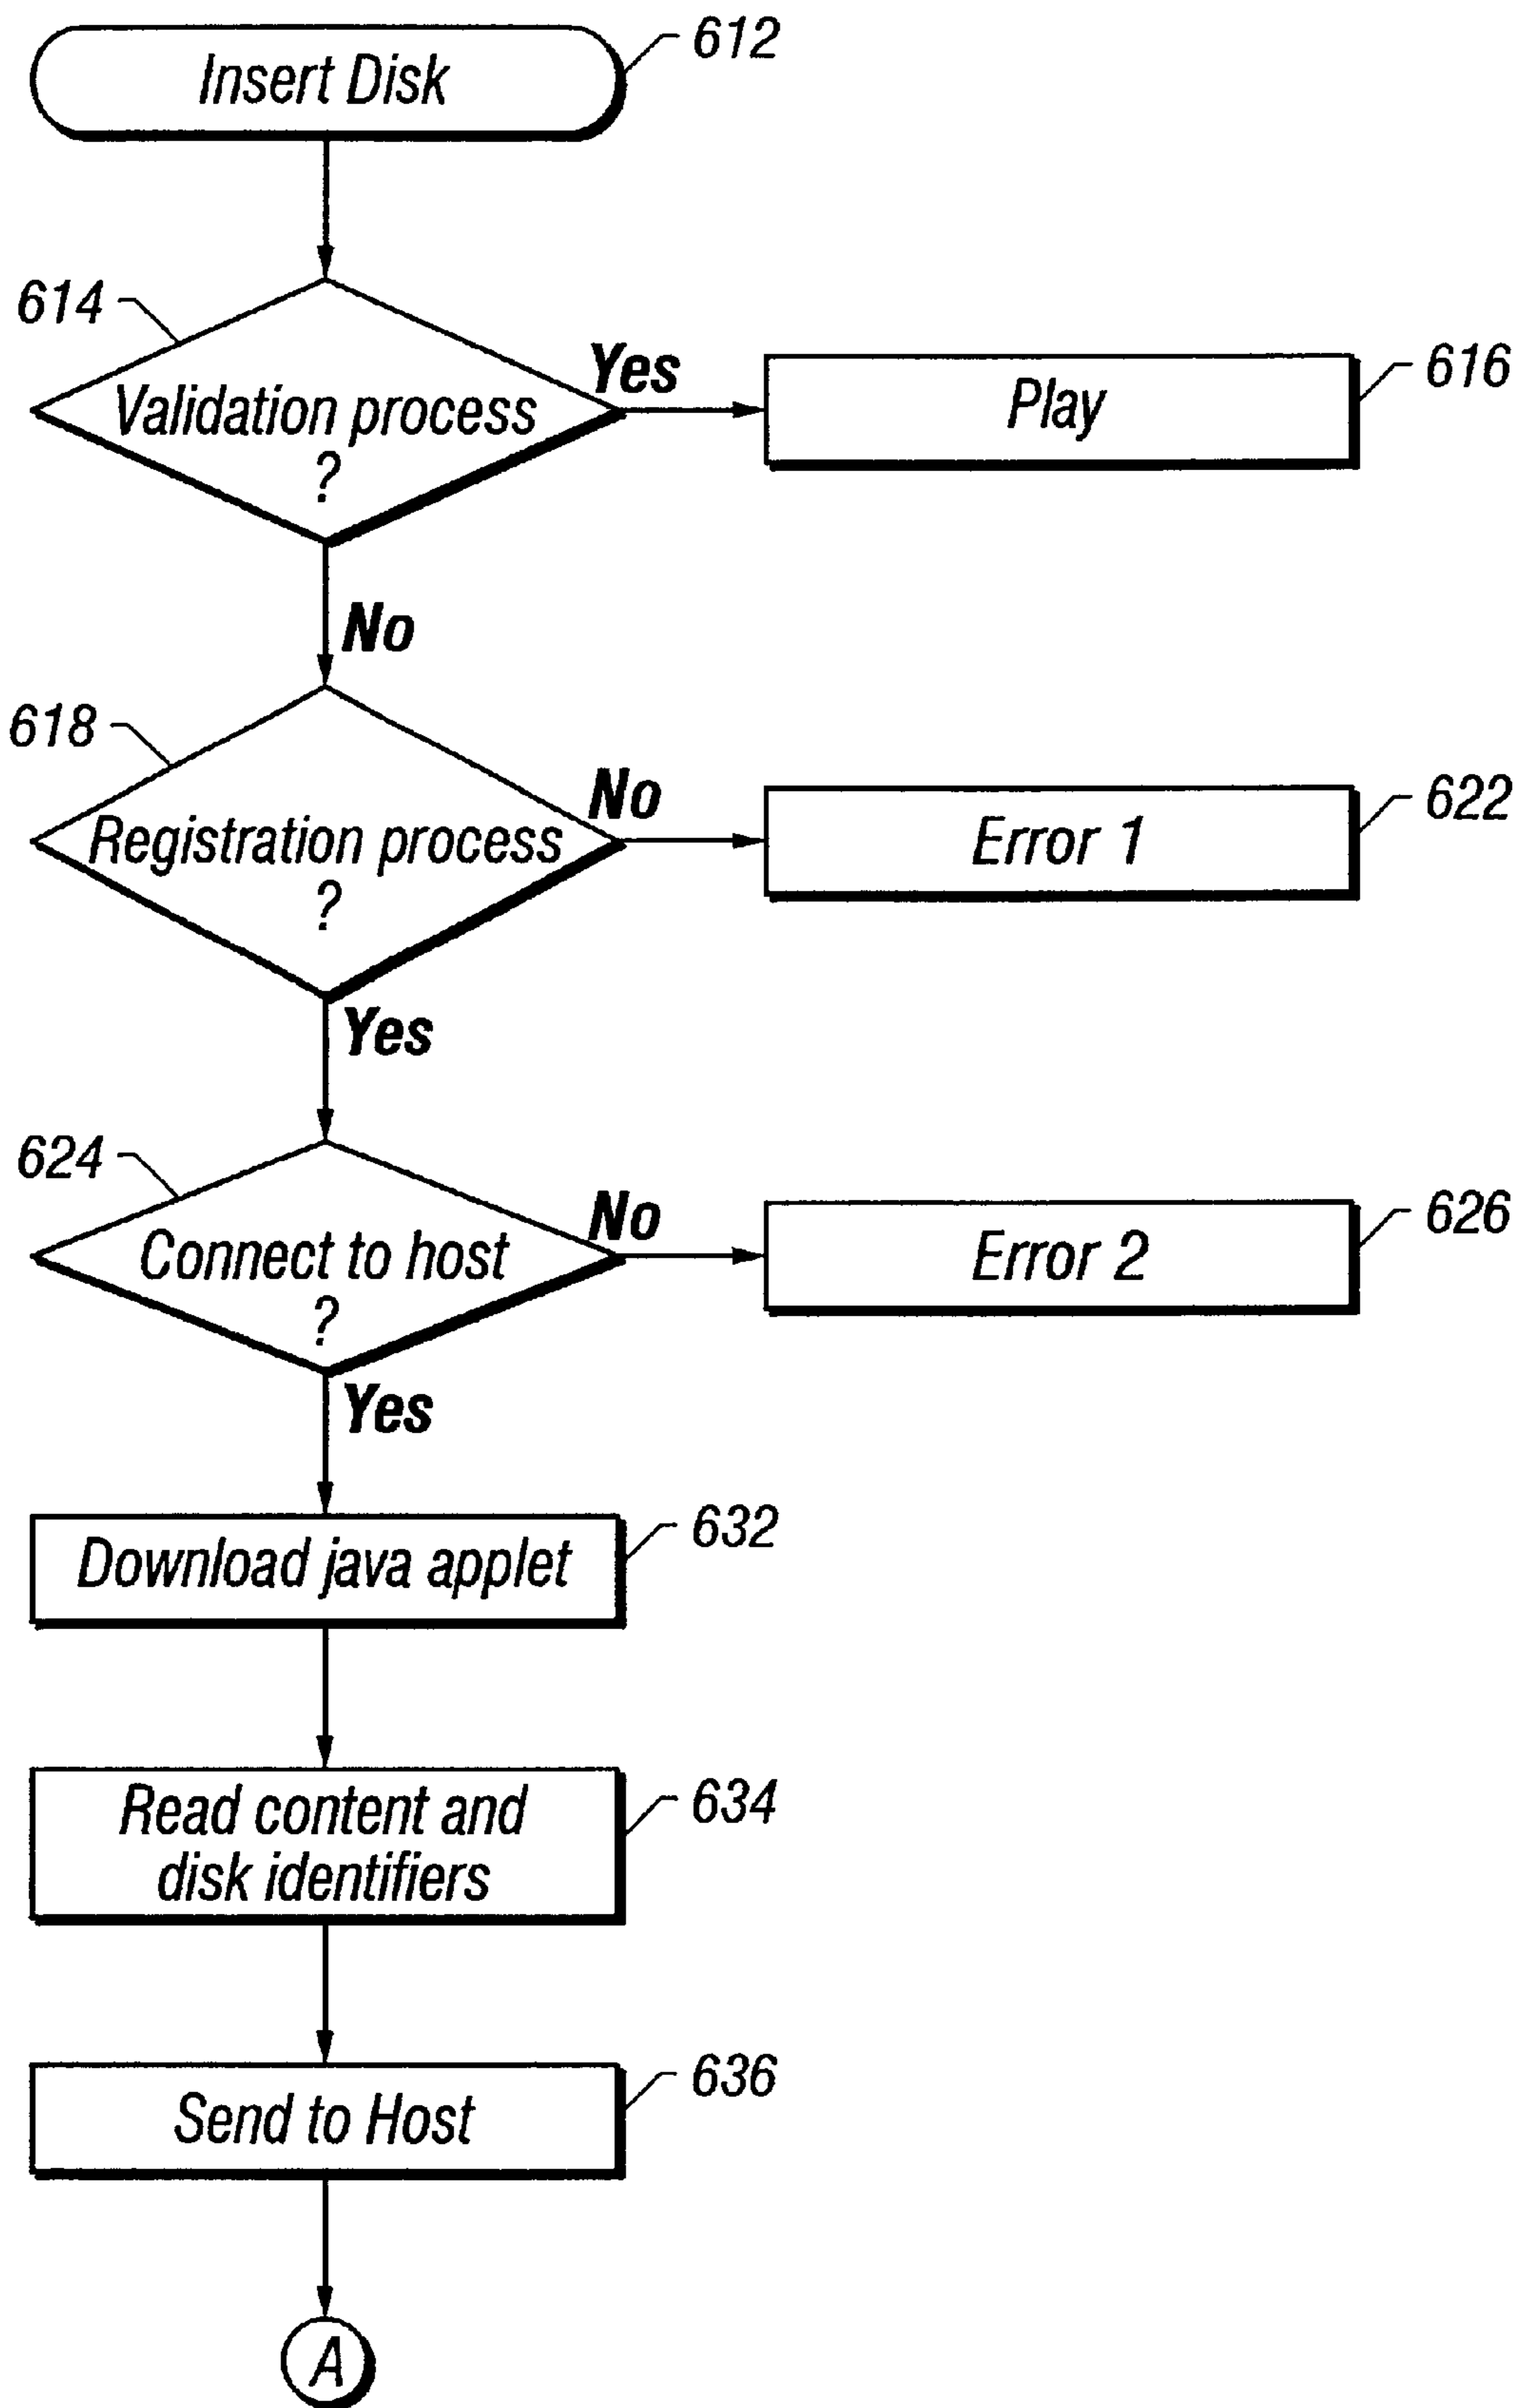 Insert Disk
612
614
Validation process
?
Yes
Play
616
No
618
Registration process
?
No
Error 1
622
Yes
624
Connect to host
?
No
Error 2
626
Yes
Download java applet
632
Read content and
disk identifiers
634
Send to Host
636
A